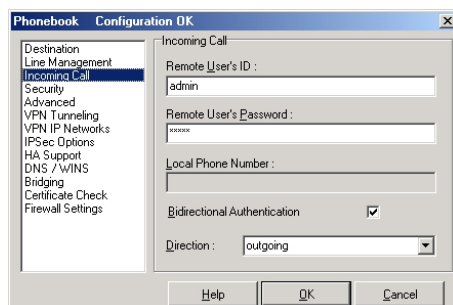 Phonebook Configuration OK
Destination
Line Management
Incoming Call
Security
Advanced
VPN Tunneling
VPN IP Networks
IPSec Options
HA Support
DNS / WINS
Bridging
Certificate Check
Firewall Settings
Incoming Call
Remote User's ID :
admin
Remote User's Password :
xxxxx
Local Phone Number :
Bidirectional Authentication
Direction : outgoing
Help OK Cancel